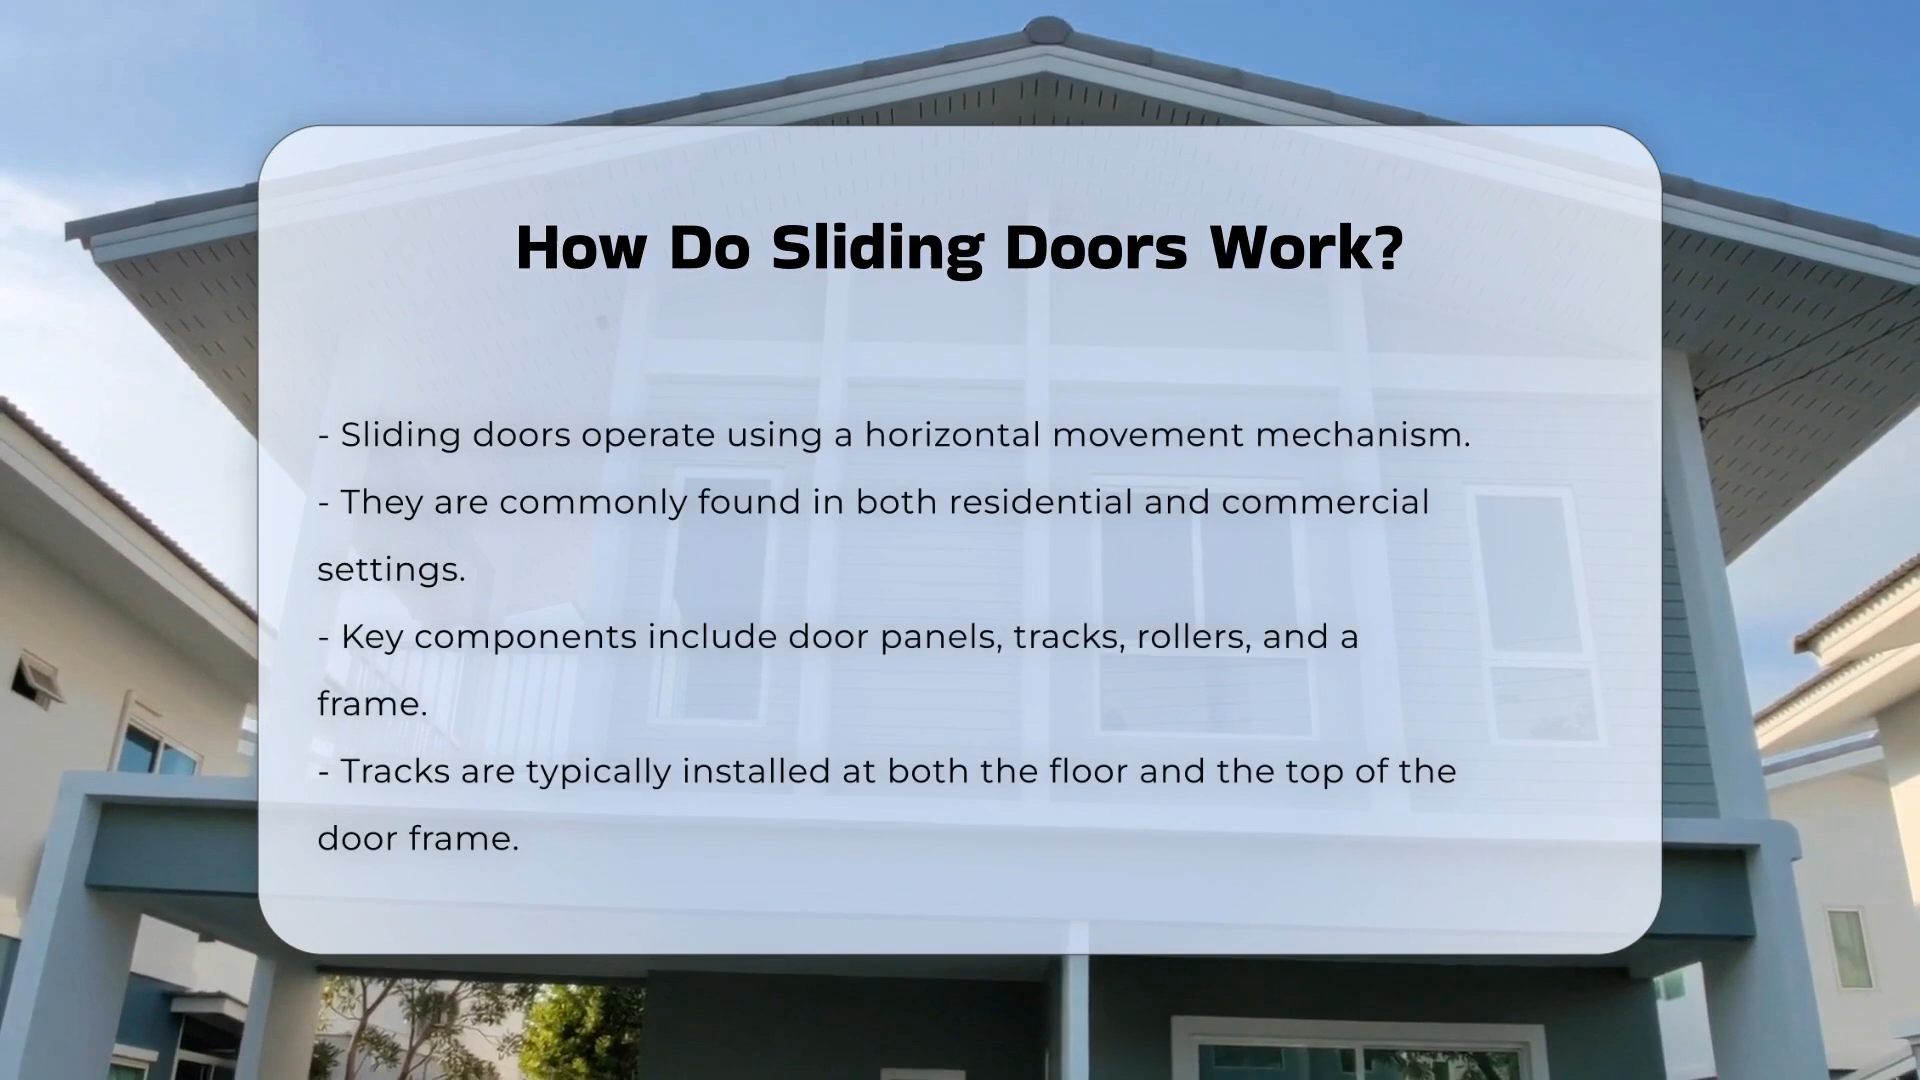 How Do Sliding Doors Work?
- Sliding doors operate using a horizontal movement mechanism.
- They are commonly found in both residential and commercial
settings.
- Key components include door panels, tracks, rollers, and a
frame.
- Tracks are typically installed at both the floor and the top of the
door frame.